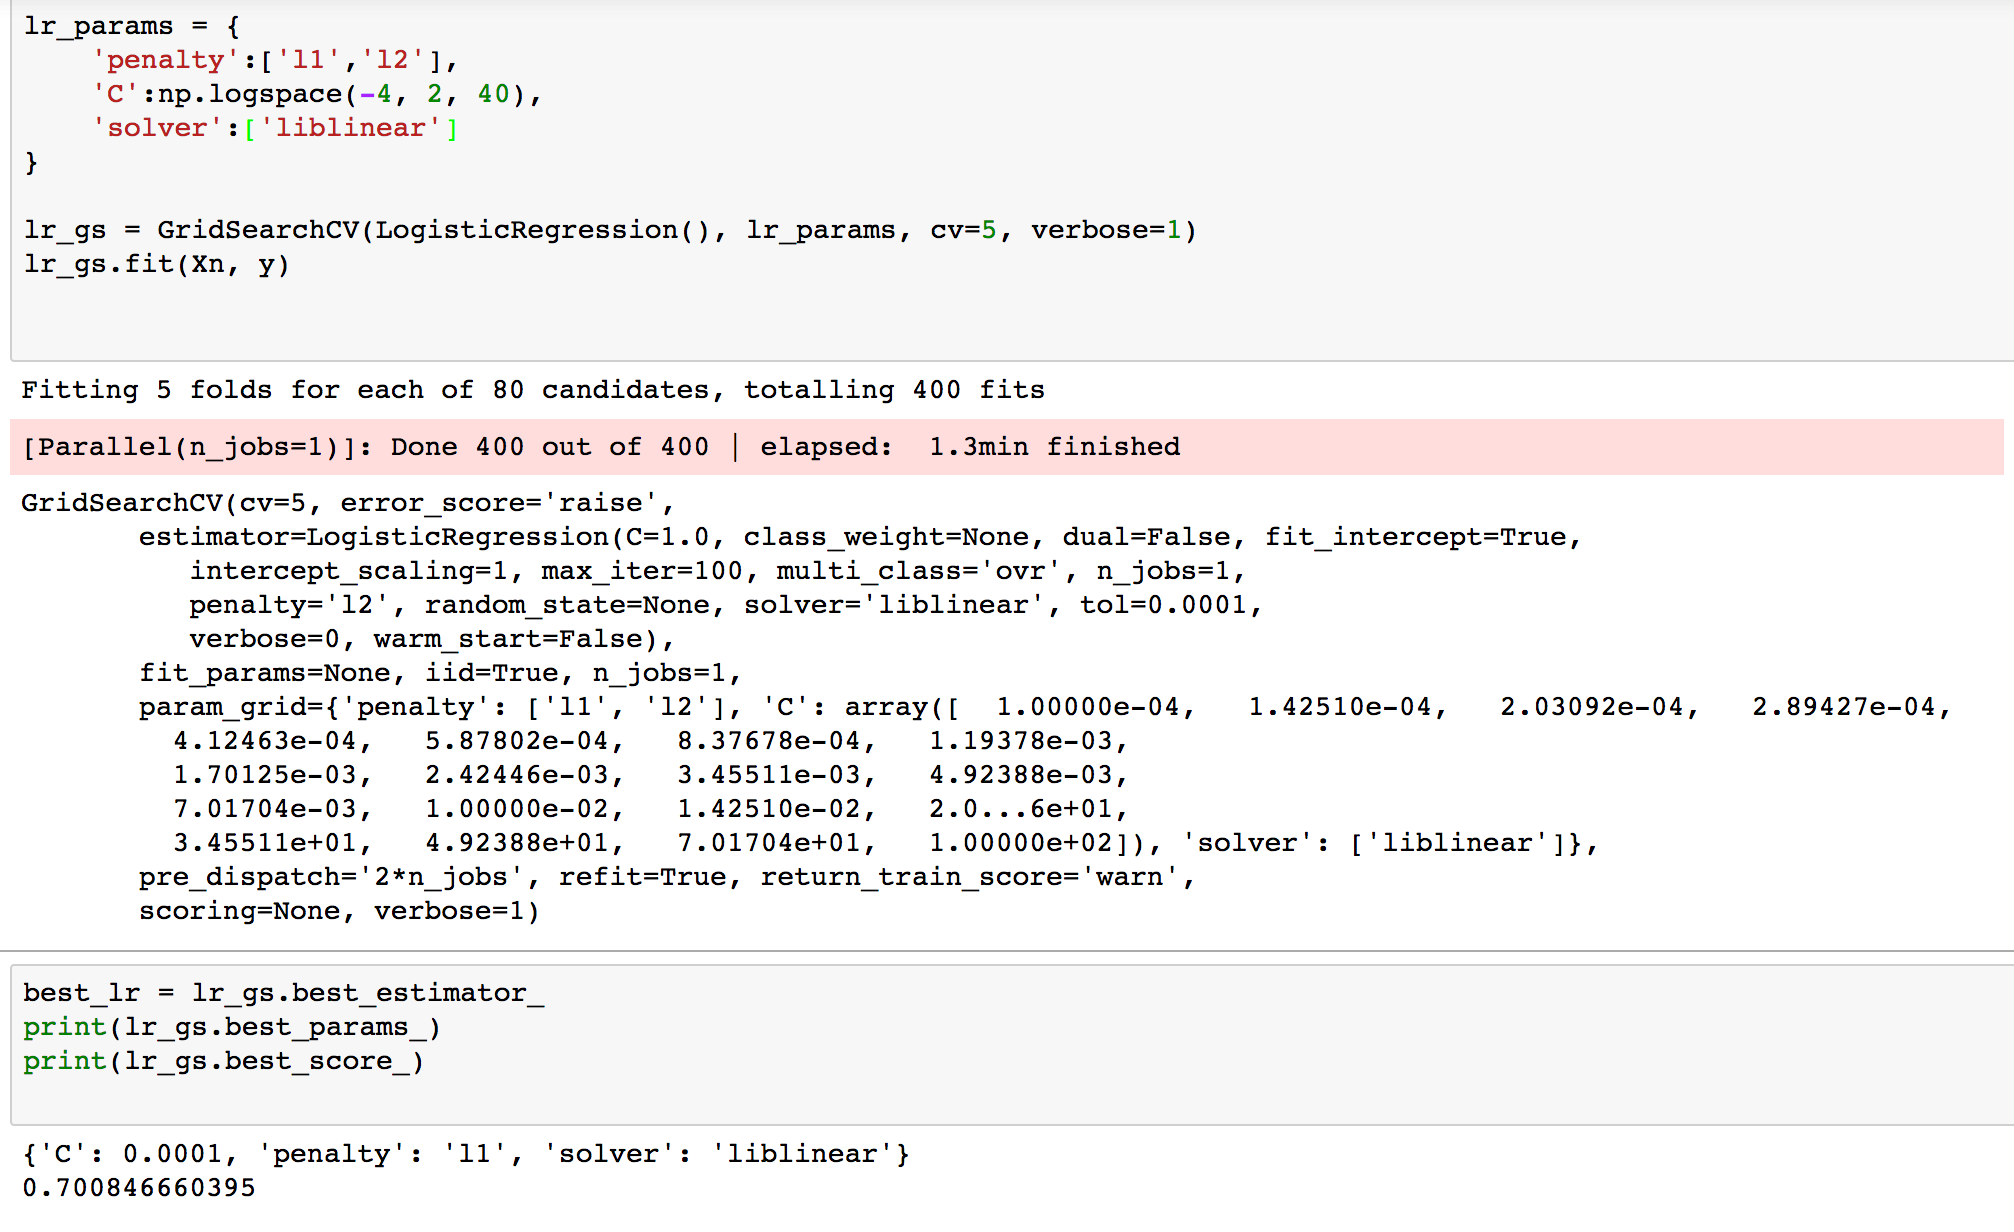 lr_params = {
    'penalty':['l1','l2'],
    'C':np.logspace(-4, 2, 40),
    'solver':['liblinear']
}
lr_gs = GridSearchCV(LogisticRegression(), lr_params, cv=5, verbose=1)
lr_gs.fit(Xn, y)
Fitting 5 folds for each of 80 candidates, totalling 400 fits
[Parallel(n_jobs=1)]: Done 400 out of 400 | elapsed:  1.3min finished
GridSearchCV(cv=5, error_score='raise',
       estimator=LogisticRegression(C=1.0, class_weight=None, dual=False, fit_intercept=True,
          intercept_scaling=1, max_iter=100, multi_class='ovr', n_jobs=1,
          penalty='l2', random_state=None, solver='liblinear', tol=0.0001,
          verbose=0, warm_start=False),
       fit_params=None, iid=True, n_jobs=1,
       param_grid={'penalty': ['l1', 'l2'], 'C': array([  1.00000e-04,   1.42510e-04,   2.03092e-04,   2.89427e-04,
         4.12463e-04,   5.87802e-04,   8.37678e-04,   1.19378e-03,
         1.70125e-03,   2.42446e-03,   3.45511e-03,   4.92388e-03,
         7.01704e-03,   1.00000e-02,   1.42510e-02,   2.0...6e+01,
         3.45511e+01,   4.92388e+01,   7.01704e+01,   1.00000e+02]), 'solver': ['liblinear']},
       pre_dispatch='2*n_jobs', refit=True, return_train_score='warn',
       scoring=None, verbose=1)
best_lr = lr_gs.best_estimator_
print(lr_gs.best_params_)
print(lr_gs.best_score_)
{'C': 0.0001, 'penalty': 'l1', 'solver': 'liblinear'}
0.700846660395